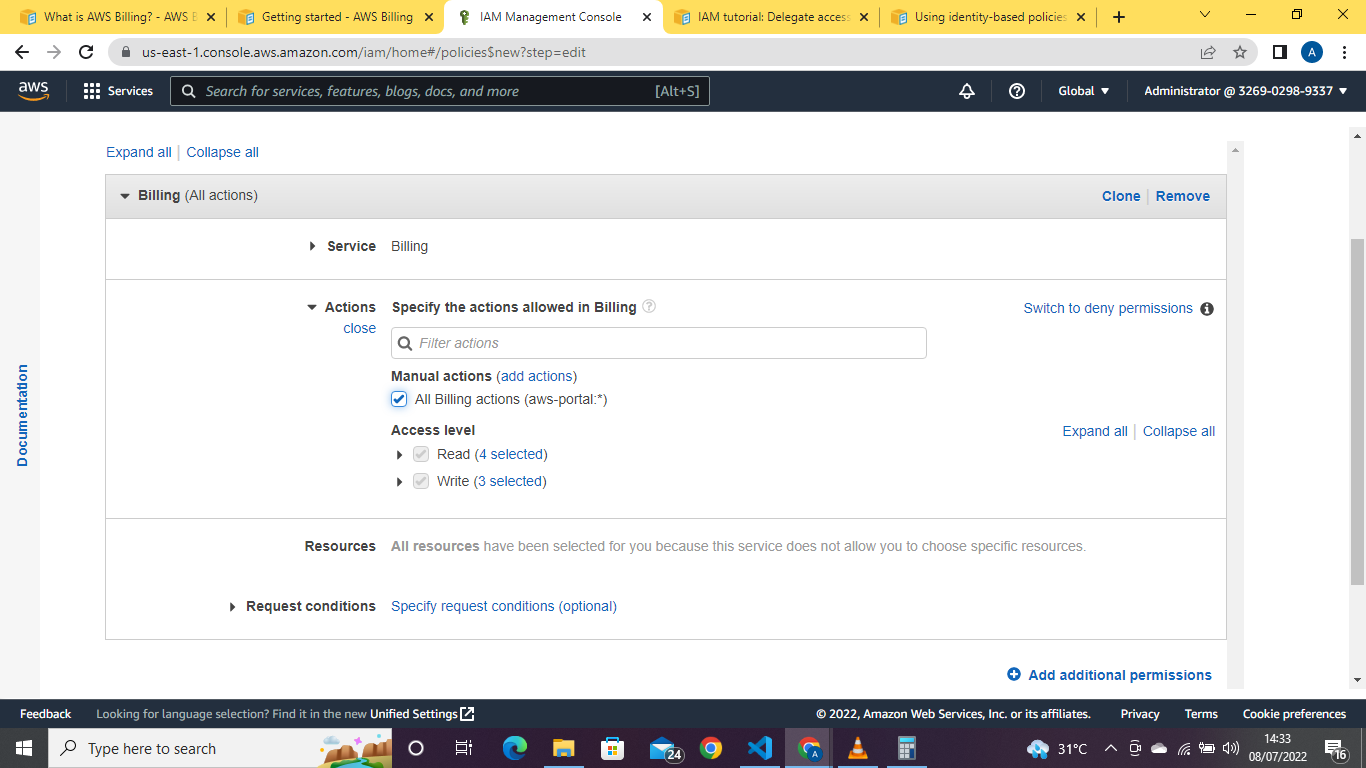 What is AWS Billing? - AWS B
Getting started - AWS Billing
IAM Management Console
IAM tutorial: Delegate access
Using identity-based policies
us-east-1.console.aws.amazon.com/iam/home#/policies$new?step=edit
A
aws
Services
Search for services, features, blogs, docs, and more
[Alt+S]
Global
Administrator @ 3269-0298-9337
Expand all | Collapse all
Billing (All actions)
Clone
Remove
Service
Billing
Actions
close
Specify the actions allowed in Billing
Switch to deny permissions
Filter actions
Manual actions (add actions)
All Billing actions (aws-portal:*)
Access level
Expand all | Collapse all
Read (4 selected)
Write (3 selected)
Documentation
Resources
All resources have been selected for you because this service does not allow you to choose specific resources.
Request conditions
Specify request conditions (optional)
Add additional permissions
Feedback
Looking for language selection? Find it in the new Unified Settings
© 2022, Amazon Web Services, Inc. or its affiliates.
Privacy
Terms
Cookie preferences
Type here to search
24
A
31°C
14:33
08/07/2022
16